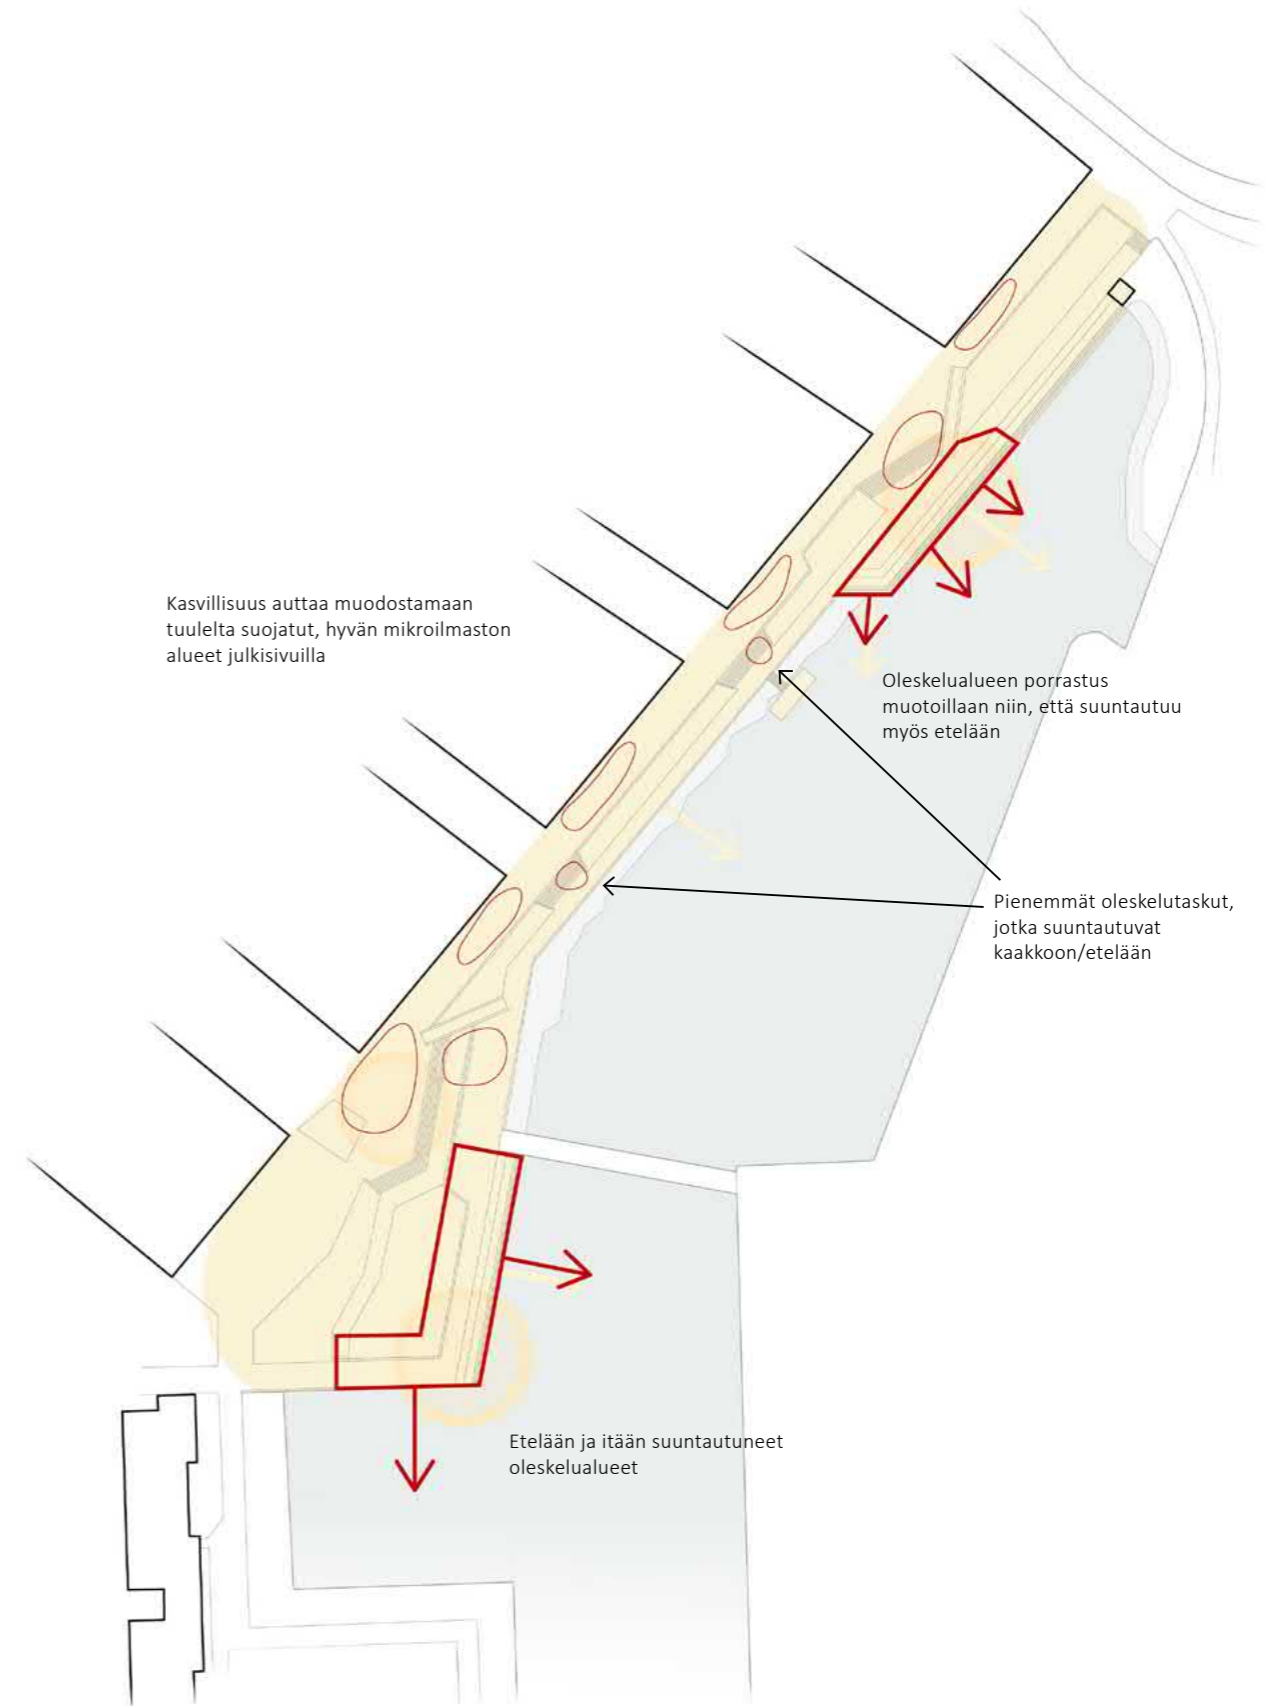 Kasvillisuus auttaa muodostamaan
tuulelta suojatut, hyvän mikroilmaston
alueet julkisivuilla
Oleskelualueen porrastus
muotoillaan niin, että suuntautuu
myös etelään
Pienemmät oleskelutaskut,
jotka suuntautuvat
kaakkoon/etelään
Etelään ja itään suuntautuneet
oleskelualueet